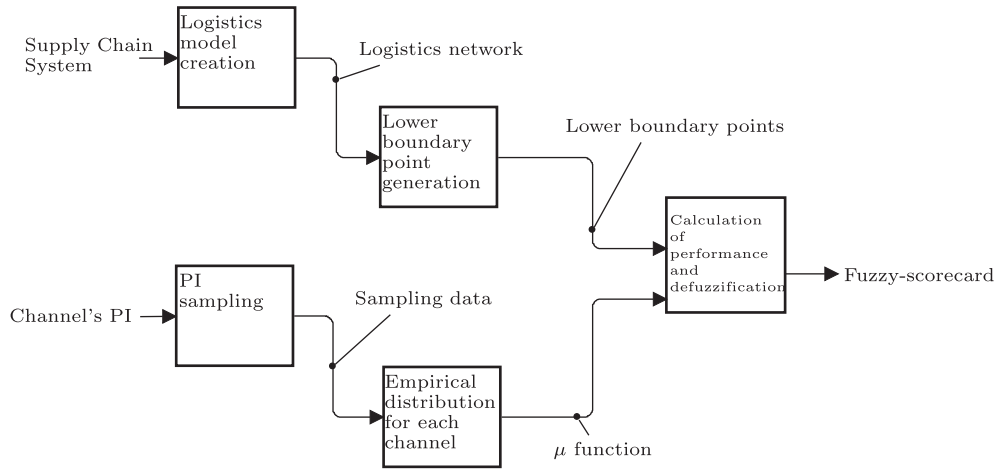 Supply Chain
System
Logistics
model
creation
Logistics network
Lower
boundary
point
generation
Lower boundary points
Calculation
of
performance
and
defuzzification
Fuzzy-scorecard
Channel's PI
PI
sampling
Sampling data
Empirical
distribution
for each
channel
μ function